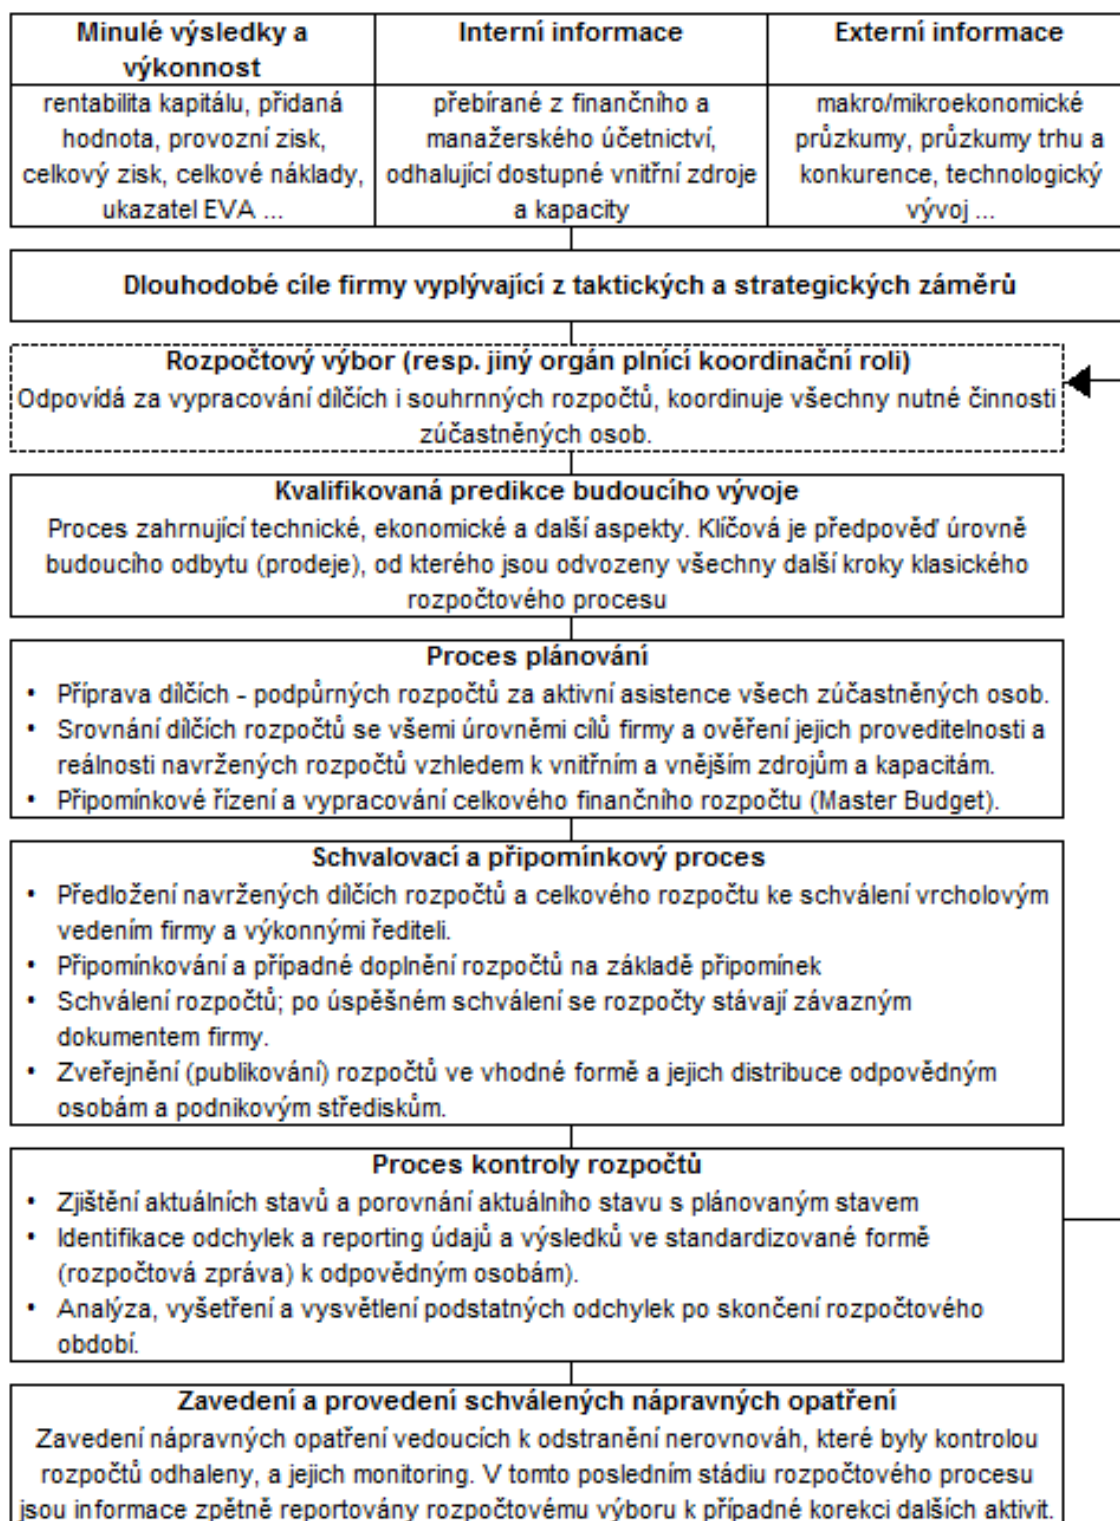 Minulé výsledky a
výkonnost
rentabilita kapitálu, přidaná
hodnota, provozní zisk,
celkový zisk, celkové náklady,
ukazatel EVA ...
Interní informace
přebírané z finančního a
manažerského účetnictví,
odhalující dostupné vnitřní zdroje
a kapacity
Externí informace
makro/mikroekonomické
průzkumy, průzkumy trhu a
konkurence, technologický
vývoj ...
Dlouhodobé cíle firmy vyplývající z taktických a strategických záměrů
Rozpočtový výbor (resp. jiný orgán plnící koordinační roli)
Odpovídá za vypracování dílčích i souhrnných rozpočtů, koordinuje všechny nutné činnosti
zúčastněných osob.
Kvalifikovaná predikce budoucího vývoje
Proces zahrnující technické, ekonomické a další aspekty. Klíčová je předpověď úrovně
budoucího odbytu (prodeje), od kterého jsou odvozeny všechny další kroky klasického
rozpočtového procesu
Proces plánování
• Příprava dílčích - podpůrných rozpočtů za aktivní asistence všech zúčastněných osob.
• Srovnání dílčích rozpočtů se všemi úrovněmi cílů firmy a ověření jejich proveditelnosti a
reálnosti navržených rozpočtů vzhledem k vnitřním a vnějším zdrojům a kapacitám.
• Připomínkové řízení a vypracování celkového finančního rozpočtu (Master Budget).
Schvalovací a připomínkový proces
• Předložení navržených dílčích rozpočtů a celkového rozpočtu ke schválení vrcholovým
vedením firmy a výkonnými řediteli.
• Připomínkování a případné doplnění rozpočtů na základě připomínek
• Schválení rozpočtů; po úspěšném schválení se rozpočty stávají závazným
dokumentem firmy.
• Zveřejnění (publikování) rozpočtů ve vhodné formě a jejich distribuce odpovědným
osobám a podnikovým střediskům.
Proces kontroly rozpočtů
• Zjištění aktuálních stavů a porovnání aktuálního stavu s plánovaným stavem
• Identifikace odchylek a reporting údajů a výsledků ve standardizované formě
(rozpočtová zpráva) k odpovědným osobám).
• Analýza, vyšetření a vysvětlení podstatných odchylek po skončení rozpočtového
období.
Zavedení a provedení schválených nápravných opatření
Zavedení nápravných opatření vedoucích k odstranění nerovnováh, které byly kontrolou
rozpočtů odhaleny, a jejich monitoring. V tomto posledním stádiu rozpočtového procesu
jsou informace zpětně reportovány rozpočtovému výboru k případné korekci dalších aktivit.